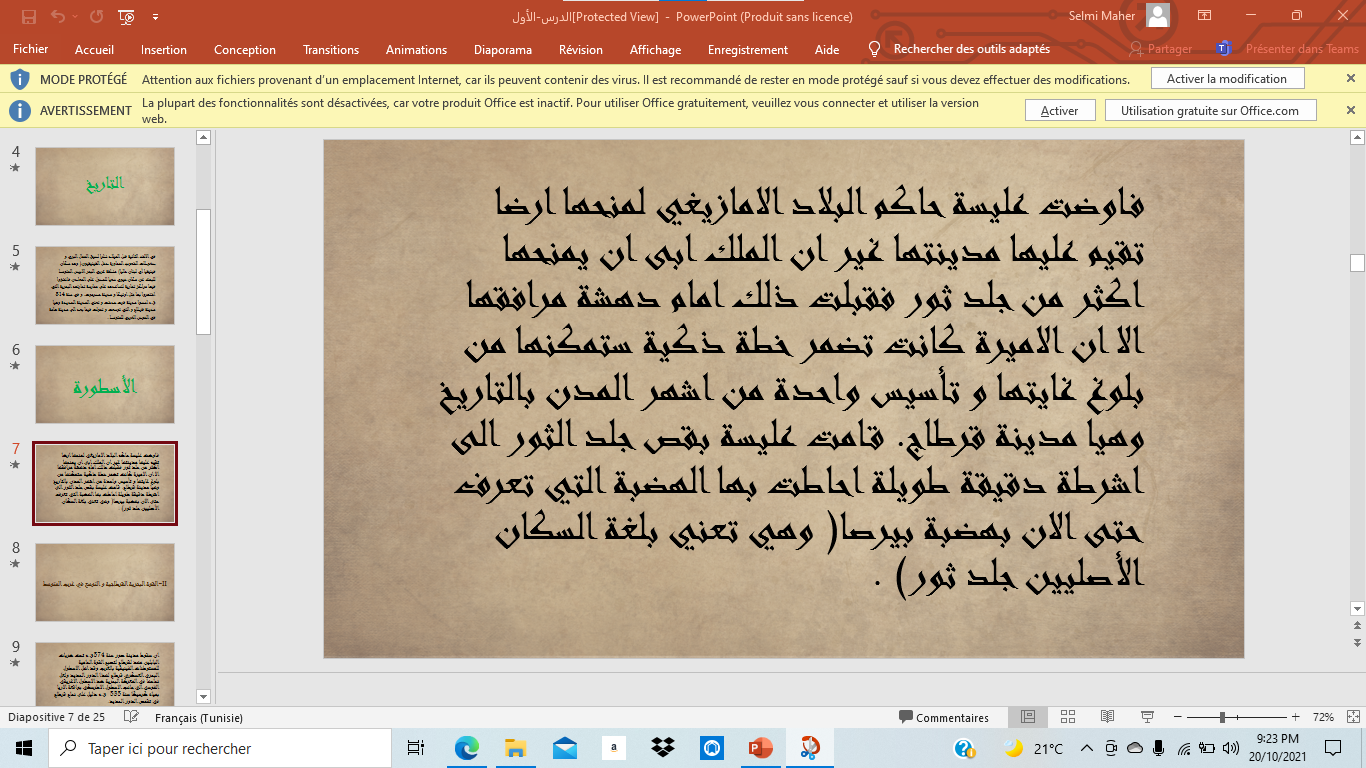 الدرس-الأول[Protected View] - PowerPoint (Produit sans licence)
Selmi Maher
Fichier Accueil Insertion Conception Transitions Animations Diaporama Révision Affichage Enregistrement Aide Rechercher des outils adaptés Partager Présenter dans Teams
MODE PROTÉGÉ Attention aux fichiers provenant d'un emplacement Internet, car ils peuvent contenir des virus. Il est recommandé de rester en mode protégé sauf si vous devez effectuer des modifications. Activer la modification
AVERTISSEMENT La plupart des fonctionnalités sont désactivées, car votre produit Office est inactif. Pour utiliser Office gratuitement, veuillez vous connecter et utiliser la version
web.
Activer Utilisation gratuite sur Office.com
4
التاريخ
5
6
الأسطورة
7
8
II-القوة البحرية القرطاجية و التوسع في غربي المتوسط
9
فاوضت عليسة حاكم البلاد الامازيغي لمنحها ارضا
تقيم عليها مدينتها غير ان الملك ابى ان يمنحها
اكثر من جلد ثور فقبلت ذلك امام دهشة مرافقها
الا ان الاميرة كانت تضمر خطة ذكية ستمكنها من
بلوغ غايتها و تأسيس واحدة من اشهر المدن بالتاريخ
وهيا مدينة قرطاج. قامت عليسة بقص جلد الثور الى
اشرطة دقيقة طويلة احاطت بها الهضبة التي تعرف
حتى الان بهضبة بيرصا( وهي تعني بلغة السكان
الأصليين جلد ثور) .
Diapositive 7 de 25 Français (Tunisie) Commentaires 72%
Taper ici pour rechercher
21°C
9:23 PM
20/10/2021